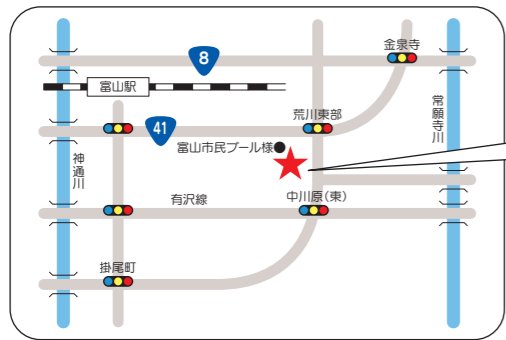 金泉寺
8
富山駅
常願寺川
41
荒川東部
富山市民プール様
神通川
有沢線
中川原(東)
掛尾町